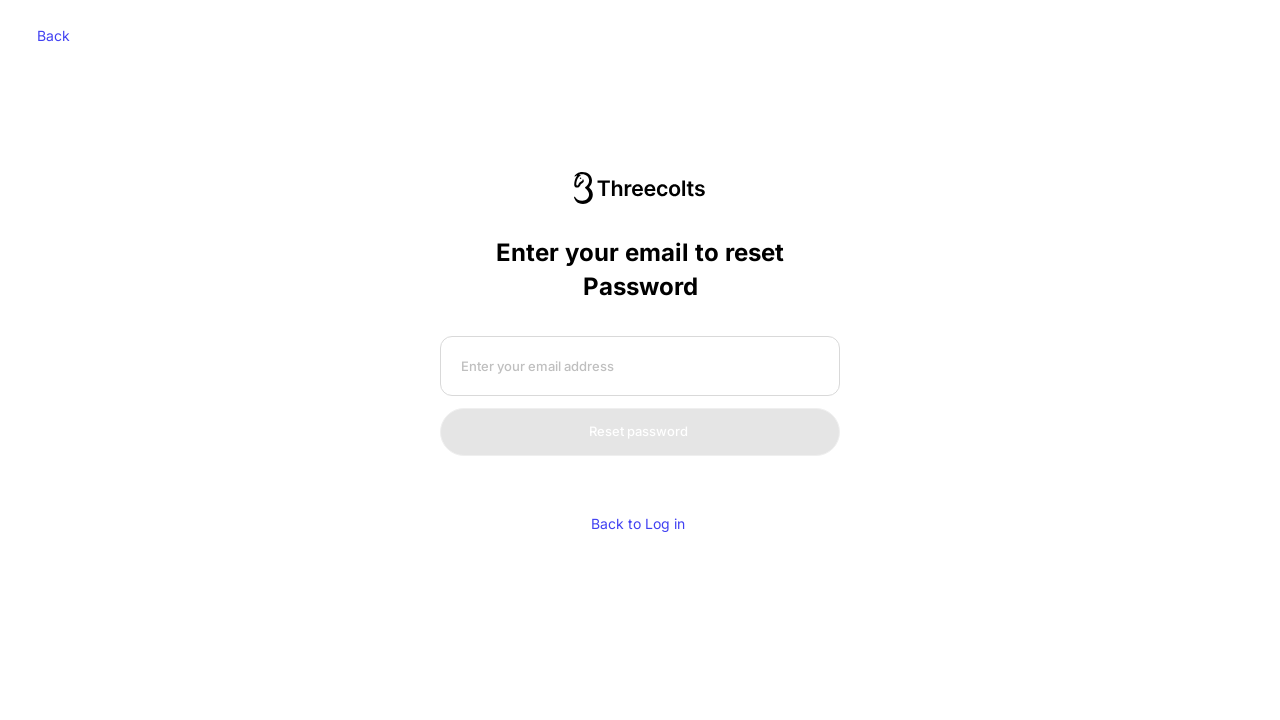 Back
Threecolts
Enter your email to reset
Password
Enter your email address
Reset password
Back to Log in